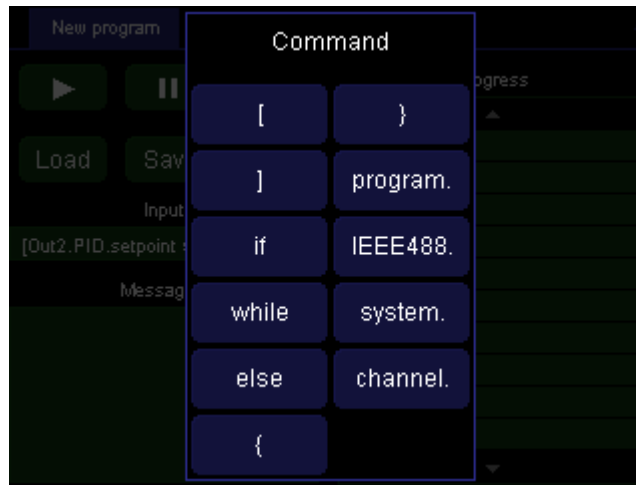 New program
Command
ogress
[
}
Load
Sav
]
program.
Input
[Out2.PID.setpoint s
if
IEEE488.
Messag
while
system.
else
channel.
{